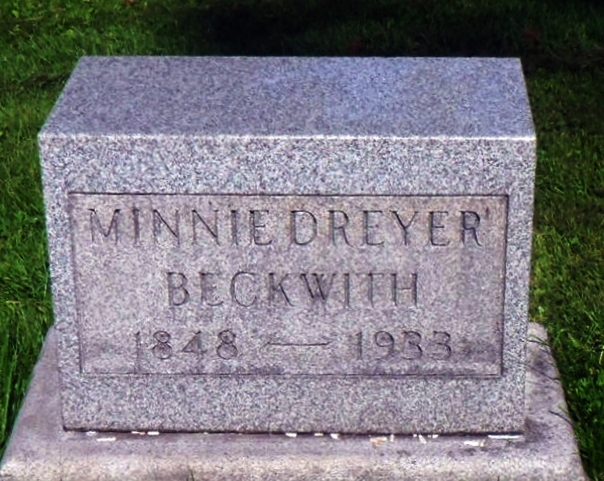 MINNIE DREYER
BECKWITH
1848 — 1933